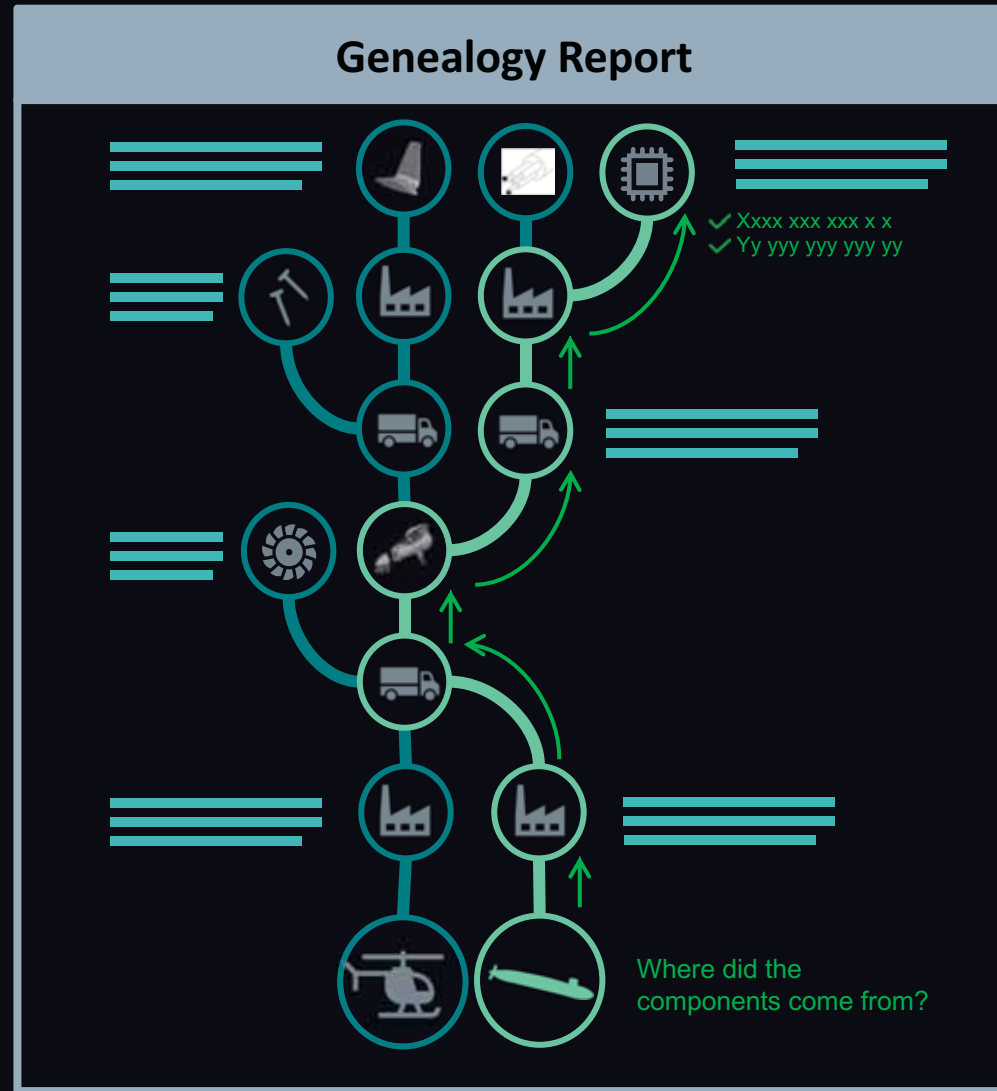 Genealogy Report
Xxxx xxx xxx x x
Yy yyy yyy yyy yy
Where did the
components come from?